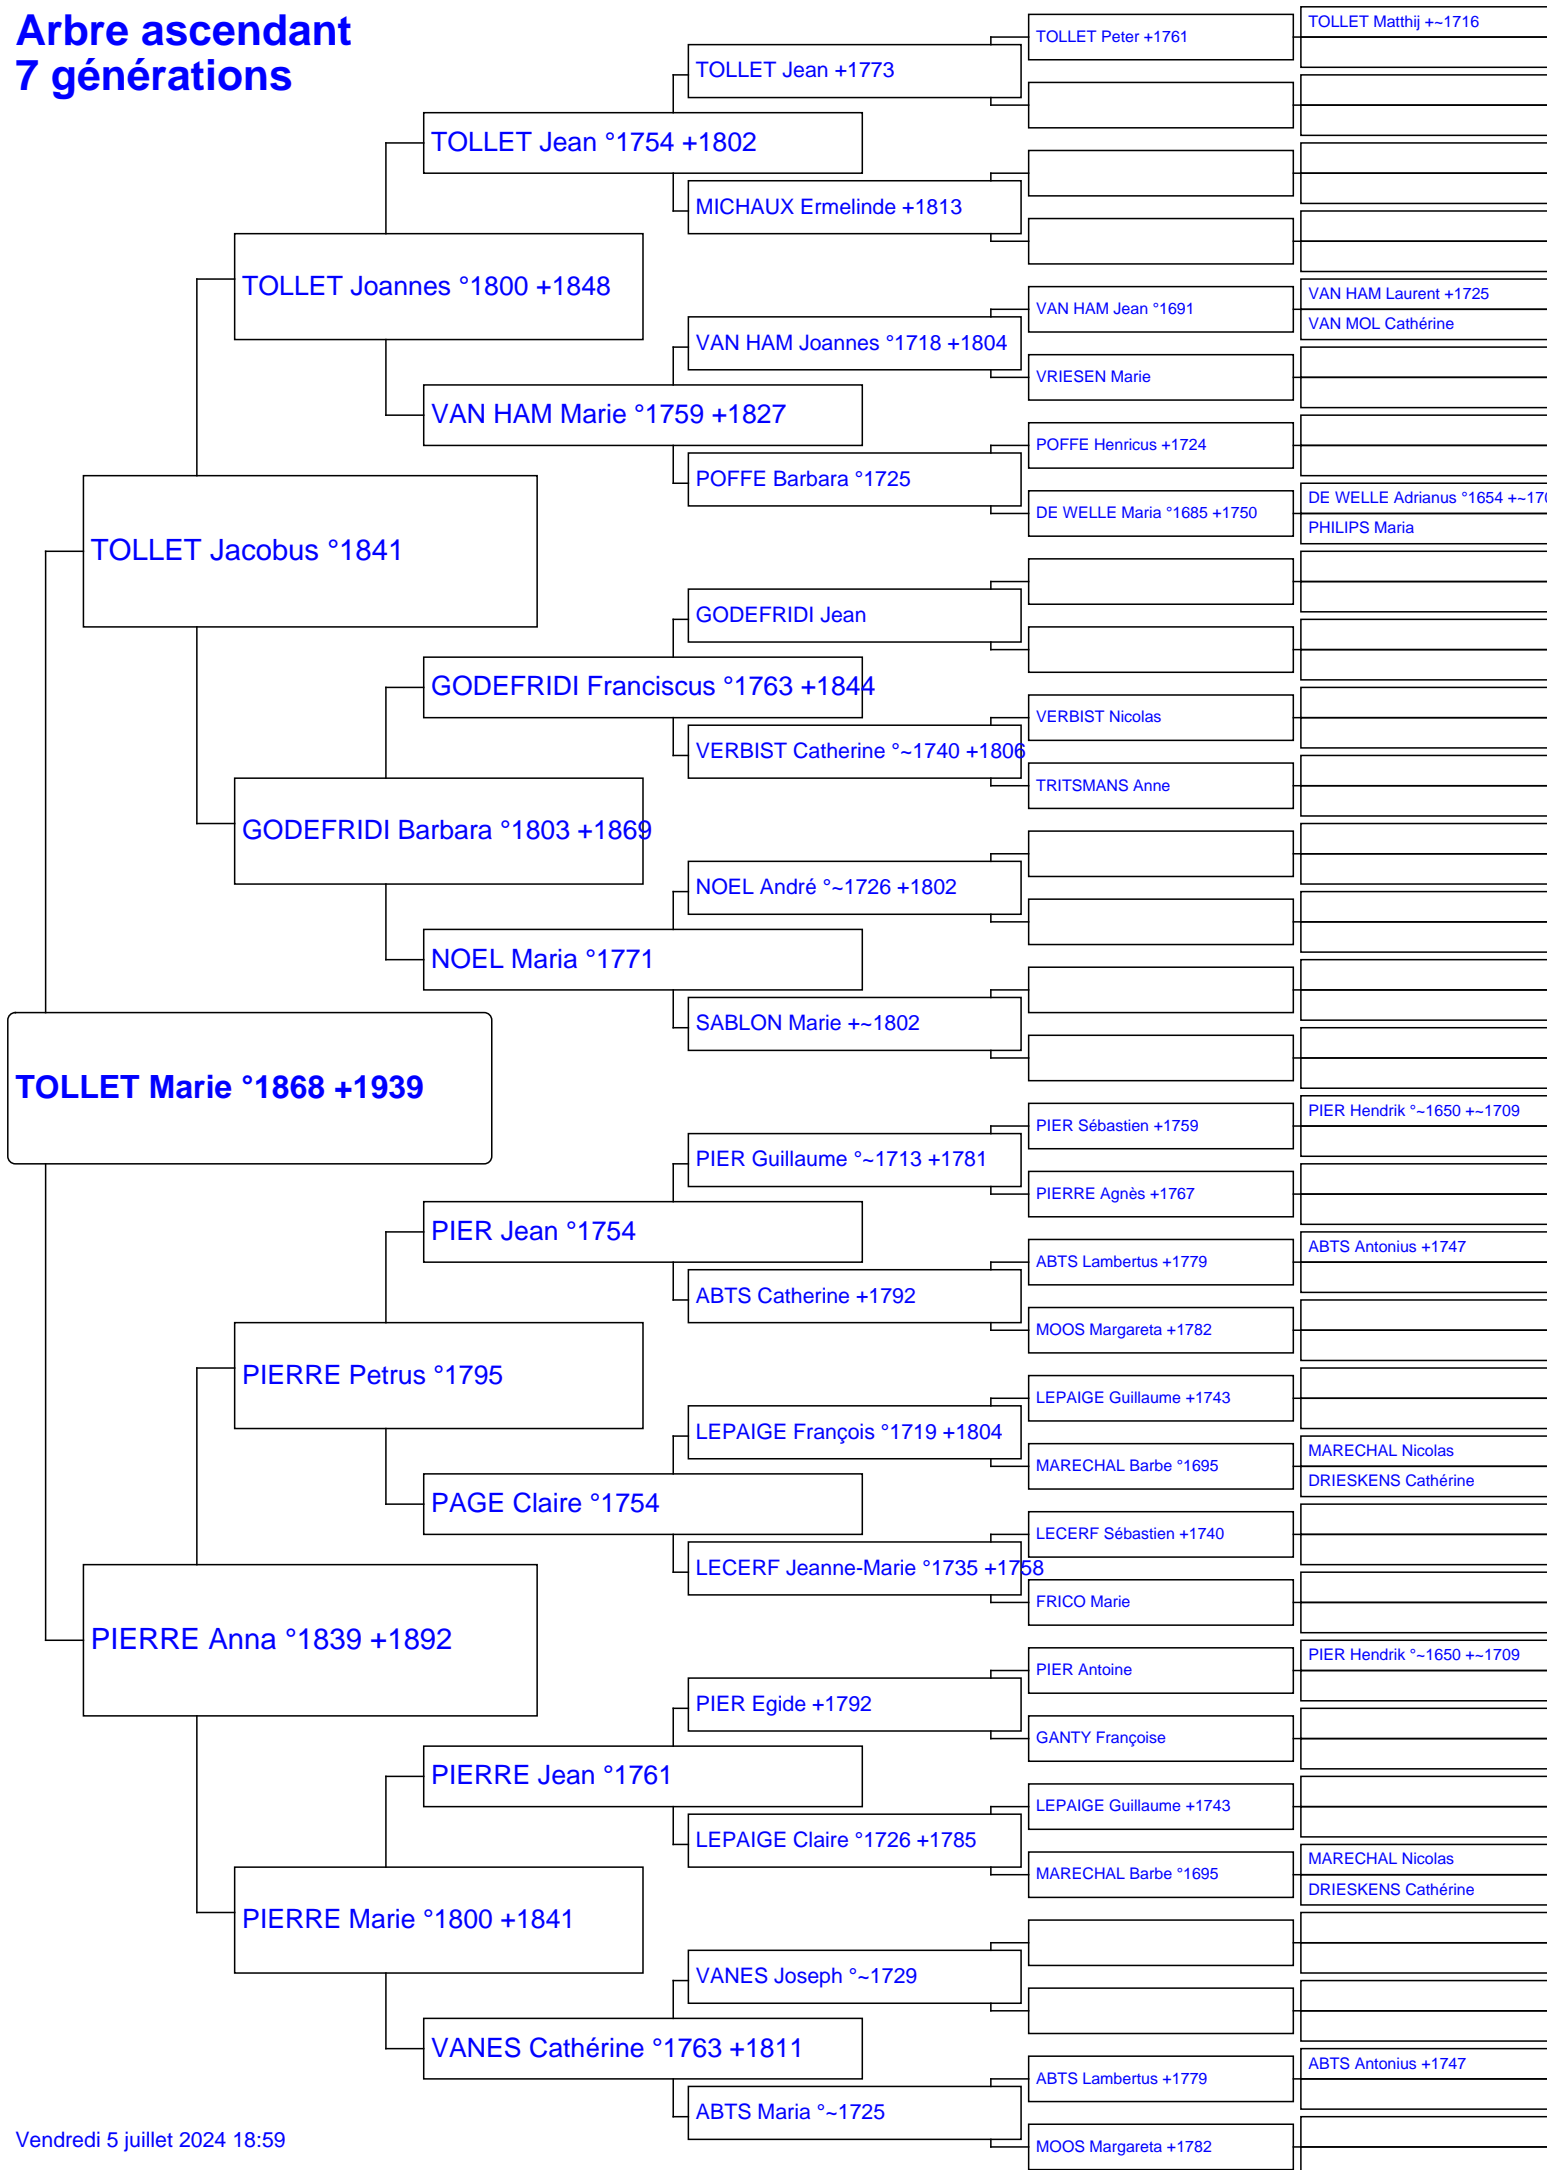 Arbre ascendant
7 générations
TOLLET Marie °1868 +1939
TOLLET Jacobus °1841
PIERRE Anna °1839 +1892
TOLLET Joannes °1800 +1848
GODEFRIDI Barbara °1803 +1869
PIERRE Petrus °1795
PIERRE Marie °1800 +1841
TOLLET Jean °1754 +1802
VAN HAM Marie °1759 +1827
GODEFRIDI Franciscus °1763 +1844
NOEL Maria °1771
PIER Jean °1754
PAGE Claire °1754
PIERRE Jean °1761
VANES Cathérine °1763 +1811
TOLLET Jean +1773
MICHAUX Ermelinde +1813
VAN HAM Joannes °1718 +1804
POFFE Barbara °1725
GODEFRIDI Jean
VERBIST Catherine °~1740 +1806
NOEL André °~1726 +1802
SABLON Marie +~1802
PIER Guillaume °~1713 +1781
ABTS Catherine +1792
LEPAIGE François °1719 +1804
LECERF Jeanne-Marie °1735 +1758
PIER Egide +1792
LEPAIGE Claire °1726 +1785
VANES Joseph °~1729
ABTS Maria °~1725
TOLLET Peter +1761
VAN HAM Jean °1691
VRIESEN Marie
POFFE Henricus +1724
DE WELLE Maria °1685 +1750
VERBIST Nicolas
TRITSMANS Anne
PIER Sébastien +1759
PIERRE Agnès +1767
ABTS Lambertus +1779
MOOS Margareta +1782
LEPAIGE Guillaume +1743
MARECHAL Barbe °1695
LECERF Sébastien +1740
FRICO Marie
PIER Antoine
GANTY Françoise
LEPAIGE Guillaume +1743
MARECHAL Barbe °1695
ABTS Lambertus +1779
MOOS Margareta +1782
TOLLET Matthij +~1716
VAN HAM Laurent +1725
VAN MOL Cathérine
DE WELLE Adrianus °1654
PHILIPS Maria
PIER Hendrik °~1650 +~1709
ABTS Antonius +1747
MARECHAL Nicolas
DRIESKENS Cathérine
PIER Hendrik °~1650 +~1709
MARECHAL Nicolas
DRIESKENS Cathérine
ABTS Antonius +1747
Vendredi 5 juillet 2024 18:59